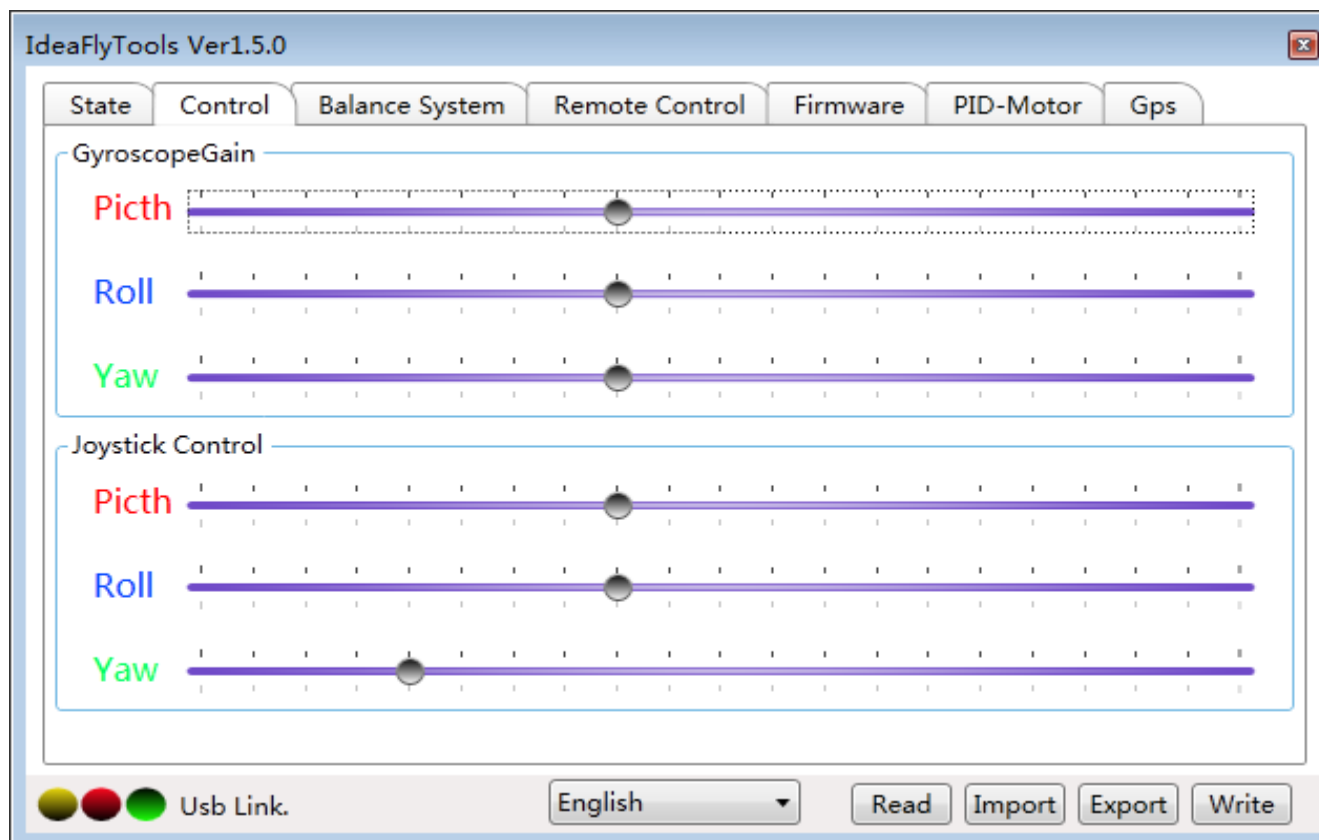 IdeaFlyTools Ver1.5.0
State Control Balance System Remote Control Firmware PID-Motor Gps
GyroscopeGain
Picth
Roll
Yaw
Joystick Control
Picth
Roll
Yaw
Usb Link. English Read Import Export Write